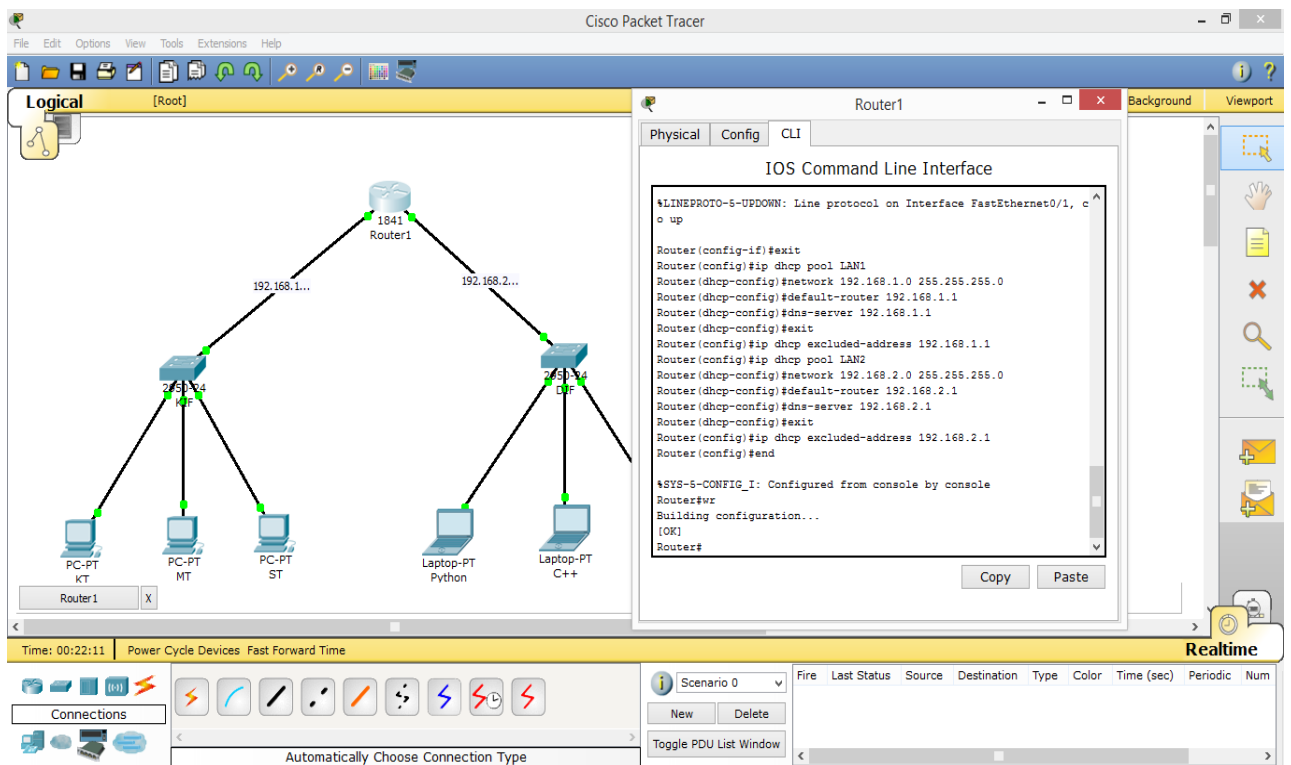 Cisco Packet Tracer
File Edit Options View Tools Extensions Help
Logical
[Root]
Background
Viewport
Router1
Physical Config CLI
IOS Command Line Interface
%LINEPROTO-5-UPDOWN: Line protocol on Interface FastEthernet0/1, c
o up
Router(config-if)#exit
Router(config)#ip dhcp pool LAN1
Router(dhcp-config)#network 192.168.1.0 255.255.255.0
Router(dhcp-config)#default-router 192.168.1.1
Router(dhcp-config)#dns-server 192.168.1.1
Router(dhcp-config)#exit
Router(config)#ip dhcp excluded-address 192.168.1.1
Router(config)#ip dhcp pool LAN2
Router(dhcp-config)#network 192.168.2.0 255.255.255.0
Router(dhcp-config)#default-router 192.168.2.1
Router(dhcp-config)#dns-server 192.168.2.1
Router(dhcp-config)#exit
Router(config)#ip dhcp excluded-address 192.168.2.1
Router(config)#end
%SYS-5-CONFIG_I: Configured from console by console
Router#wr
Building configuration...
[OK]
Router#
Copy
Paste
1841
Router1
192.168.1...
192.168.2...
2950-24
2950-24
PC-PT
KT
PC-PT
MT
PC-PT
ST
Laptop-PT
Python
Laptop-PT
C++
Router1 X
Time: 00:22:11 Power Cycle Devices Fast Forward Time
Realtime
Connections
Automatically Choose Connection Type
Scenario 0
New
Delete
Toggle PDU List Window
Fire Last Status Source Destination Type Color Time (sec) Periodic Num